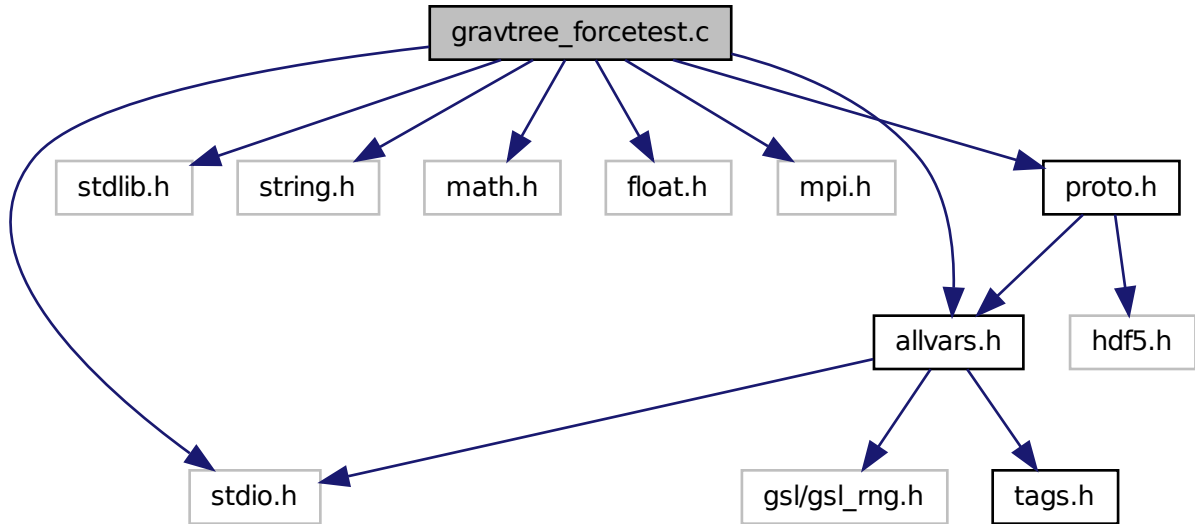 gravtree_forcetest.c
stdlib.h
string.h
math.h
float.h
mpi.h
proto.h
allvars.h
hdf5.h
stdio.h
gsl/gsl_rng.h
tags.h